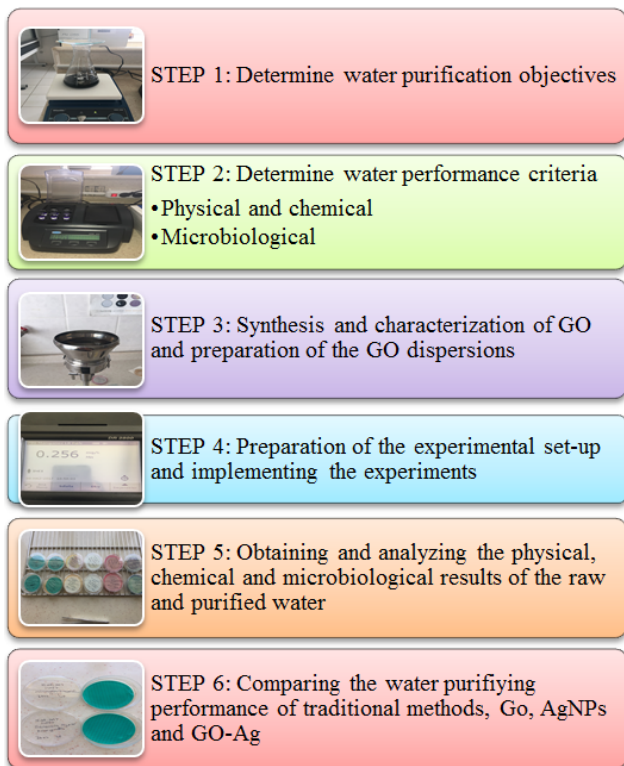 STEP 1: Determine water purification objectives
STEP 2: Determine water performance criteria
•Physical and chemical
•Microbiological
STEP 3: Synthesis and characterization of GO
and preparation of the GO dispersions
0.256
STEP 4: Preparation of the experimental set-up
and implementing the experiments
STEP 5: Obtaining and analyzing the physical,
chemical and microbiological results of the raw
and purified water
STEP 6: Comparing the water purifiying
performance of traditional methods, Go, AgNPs
and GO-Ag